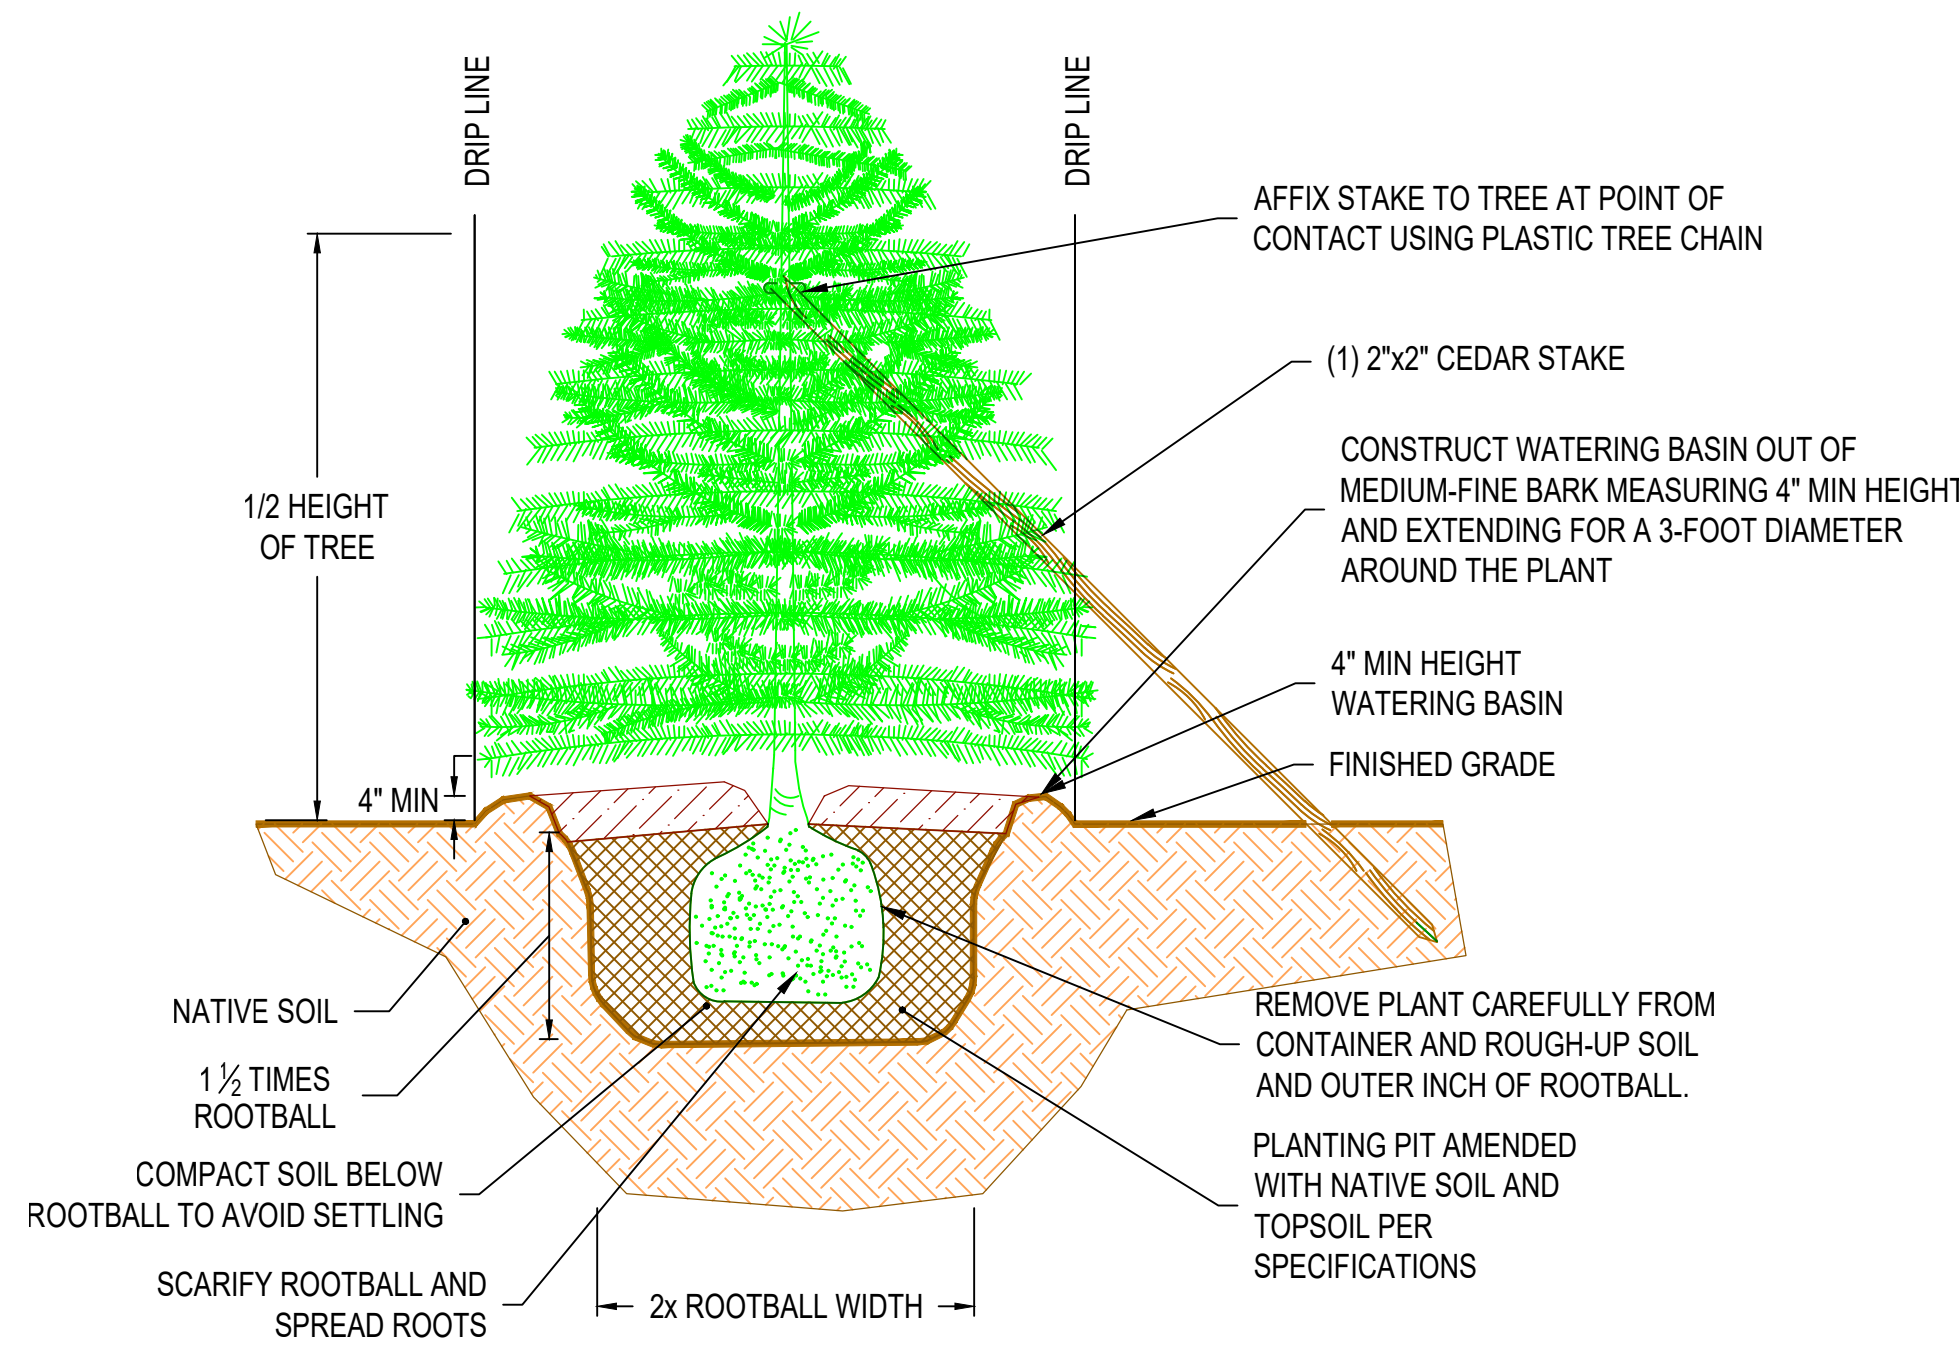 DRIP LINE
DRIP LINE
AFFIX STAKE TO TREE AT POINT OF
CONTACT USING PLASTIC TREE CHAIN
(1) 2"x2" CEDAR STAKE
CONSTRUCT WATERING BASIN OUT OF
MEDIUM-FINE BARK MEASURING 4" MIN HEIGHT
AND EXTENDING FOR A 3-FOOT DIAMETER
AROUND THE PLANT
1/2 HEIGHT
OF TREE
4" MIN HEIGHT
WATERING BASIN
FINISHED GRADE
4" MIN
NATIVE SOIL
1 ½ TIMES
ROOTBALL
COMPACT SOIL BELOW
ROOTBALL TO AVOID SETTLING
SCARIFY ROOTBALL AND
SPREAD ROOTS
2x ROOTBALL WIDTH
REMOVE PLANT CAREFULLY FROM
CONTAINER AND ROUGH-UP SOIL
AND OUTER INCH OF ROOTBALL.
PLANTING PIT AMENDED
WITH NATIVE SOIL AND
TOPSOIL PER
SPECIFICATIONS